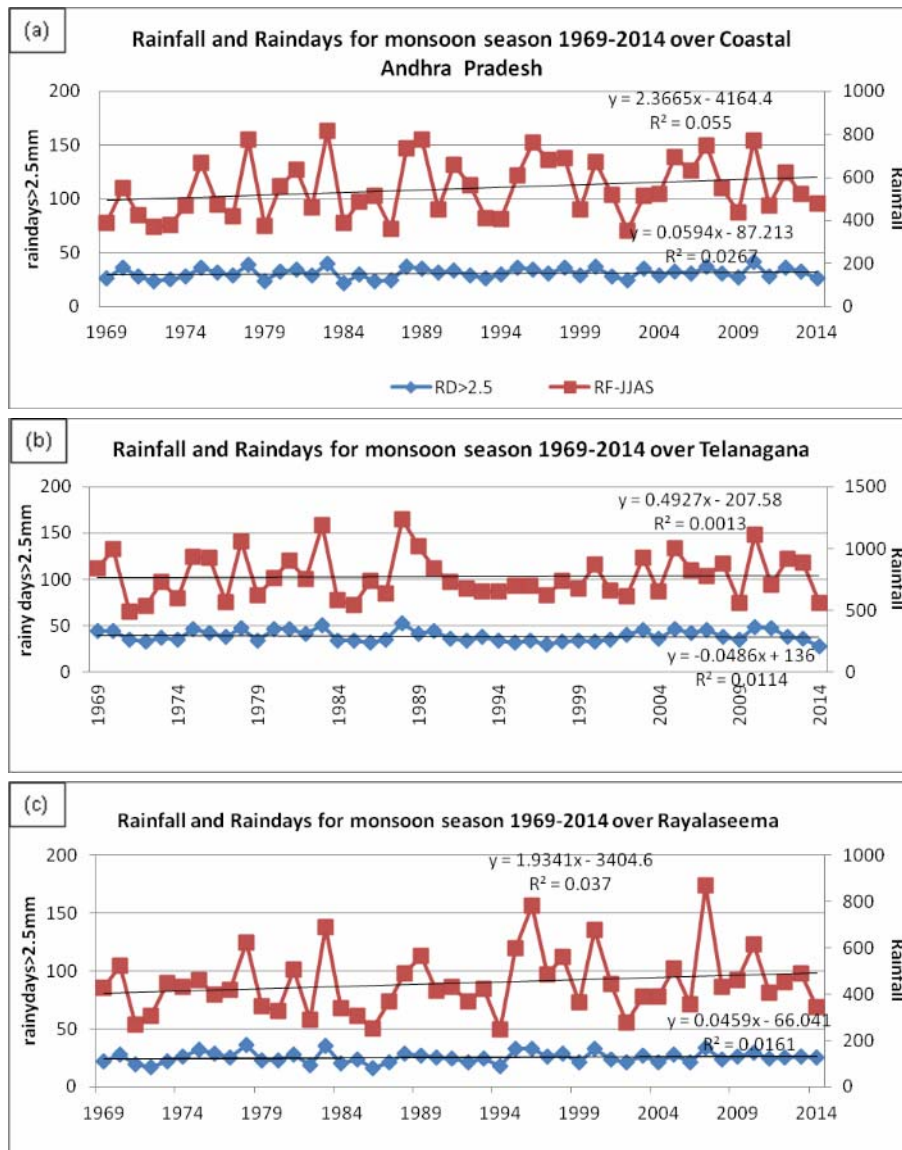 (a)
Rainfall and Raindays for monsoon season 1969-2014 over Coastal
Andhra Pradesh
raindays>2.5mm
200
150
100
50
0
1000
800
600
400
200
0
Rainfall
y = 2.3665x - 4164.4
R² = 0.055
y = 0.0594x - 87.213
R² = 0.0267
1969 1974 1979 1984 1989 1994 1999 2004 2009 2014
RD>2.5 RF-JJAS
(b)
Rainfall and Raindays for monsoon season 1969-2014 over Telanagana
rainy days>2.5mm
200
150
100
50
0
1500
1000
500
0
Rainfall
y = 0.4927x - 207.58
R² = 0.0013
y = -0.0486x + 136
R² = 0.0114
1969 1974 1979 1984 1989 1994 1999 2004 2009 2014
(c)
Rainfall and Raindays for monsoon season 1969-2014 over Rayalaseema
rainydays>2.5mm
200
150
100
50
0
1000
800
600
400
200
0
Rainfall
y = 1.9341x - 3404.6
R² = 0.037
y = 0.0459x - 66.041
R² = 0.0161
1969 1974 1979 1984 1989 1994 1999 2004 2009 2014